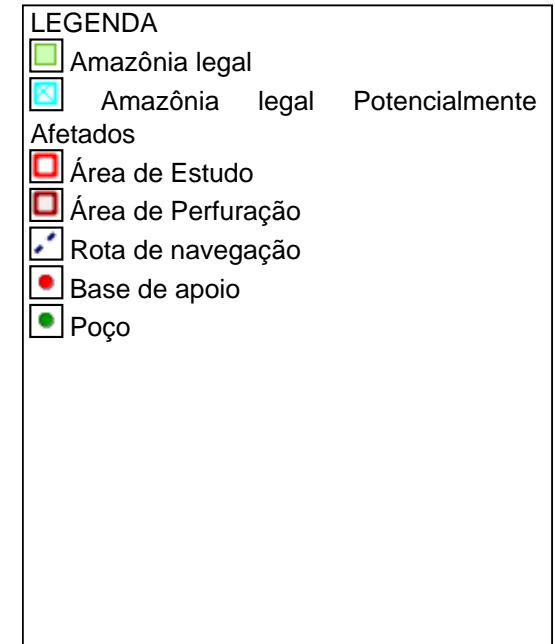 LEGENDA
Amazônia legal
Amazônia legal Potencialmente
Afetados
Área de Estudo
Área de Perfuração
Rota de navegação
Base de apoio
Poço